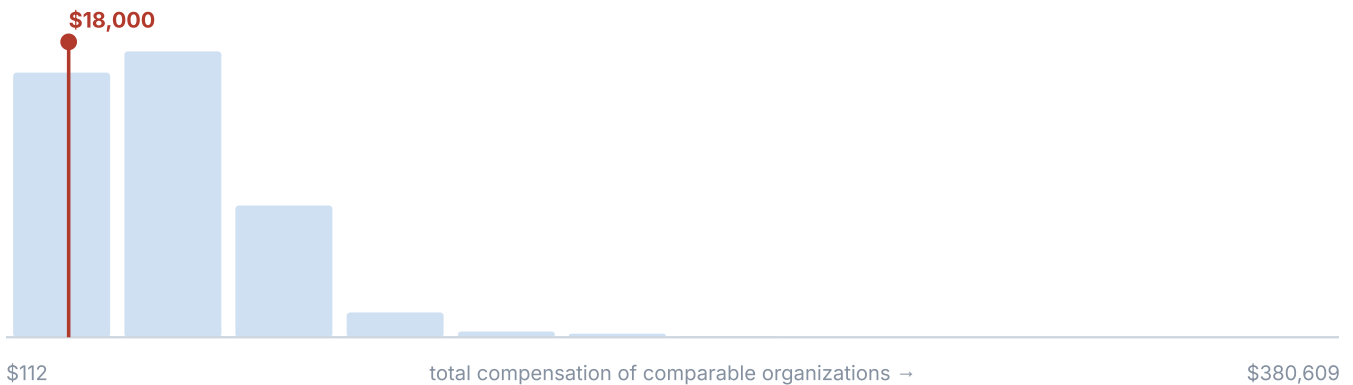 $18,000
$112 total compensation of comparable organizations → $380,609